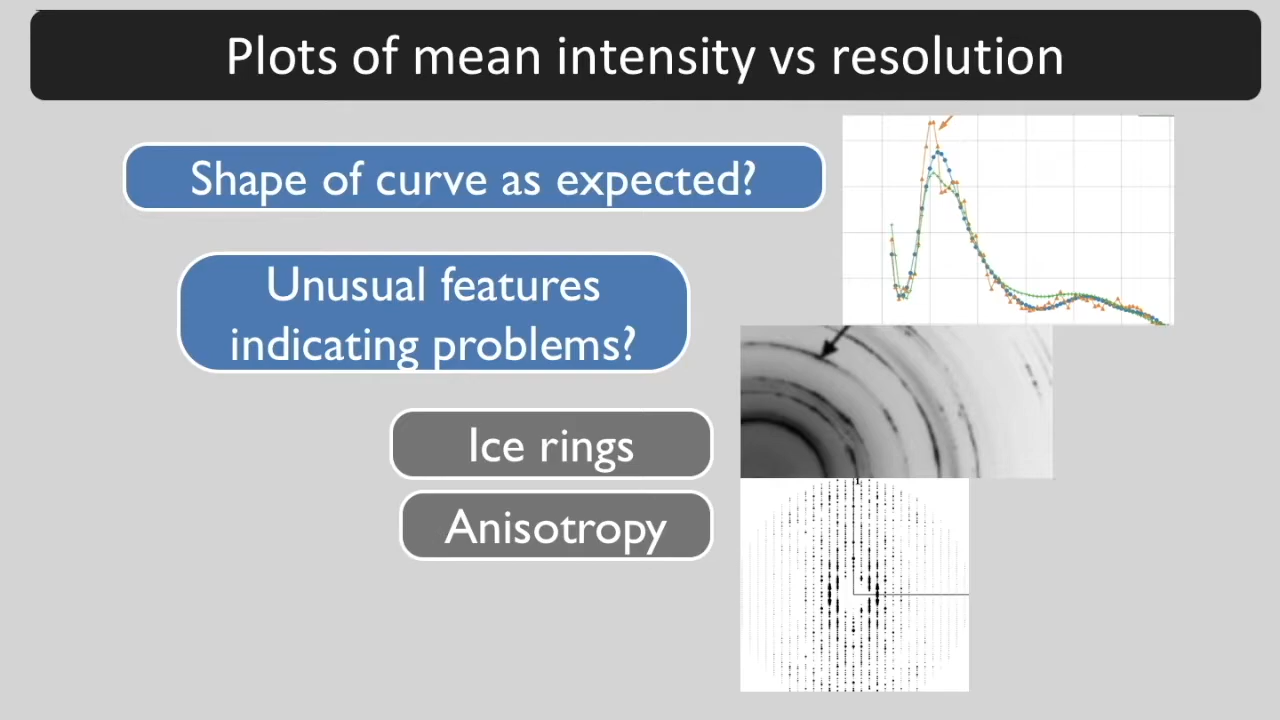 Plots of mean intensity vs resolution
Shape of curve as expected?
Unusual features
indicating problems?
Ice rings
Anisotropy